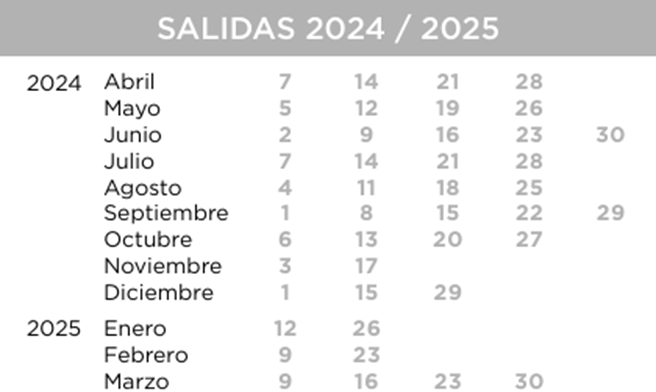 SALIDAS 2024 / 2025
2024 Abril 7 14 21 28
Mayo 5 12 19 26
Junio 2 9 16 23 30
Julio 7 14 21 28
Agosto 4 11 18 25
Septiembre 1 8 15 22 29
Octubre 6 13 20 27
Noviembre 3 17
Diciembre 1 15 29
2025 Enero 12 26
Febrero 9 23
Marzo 9 16 23 30